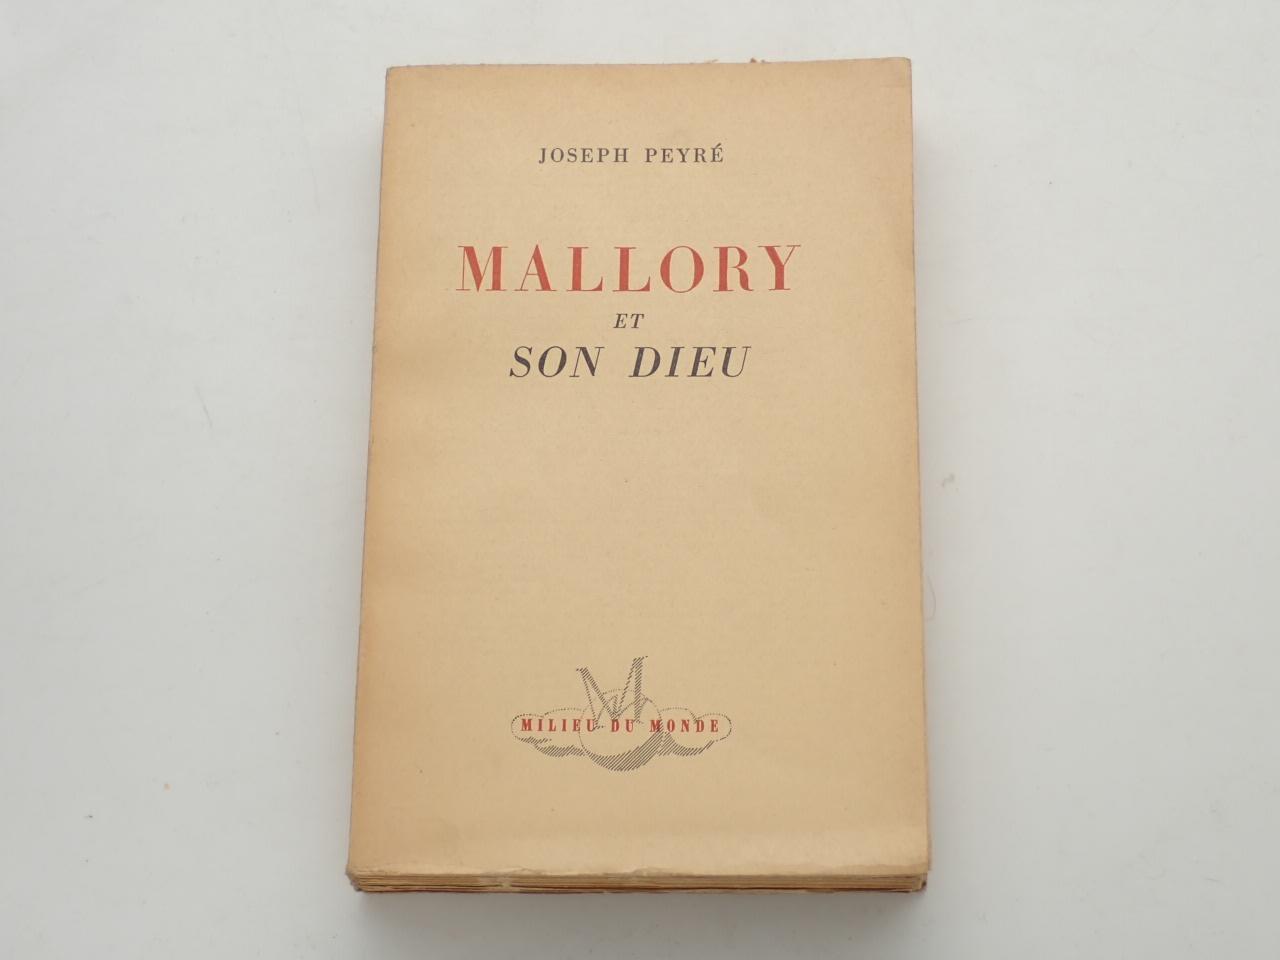 JOSEPH PEYRÉ
MALLORY
ET
SON DIEU
M
MILIEU DU MONDE